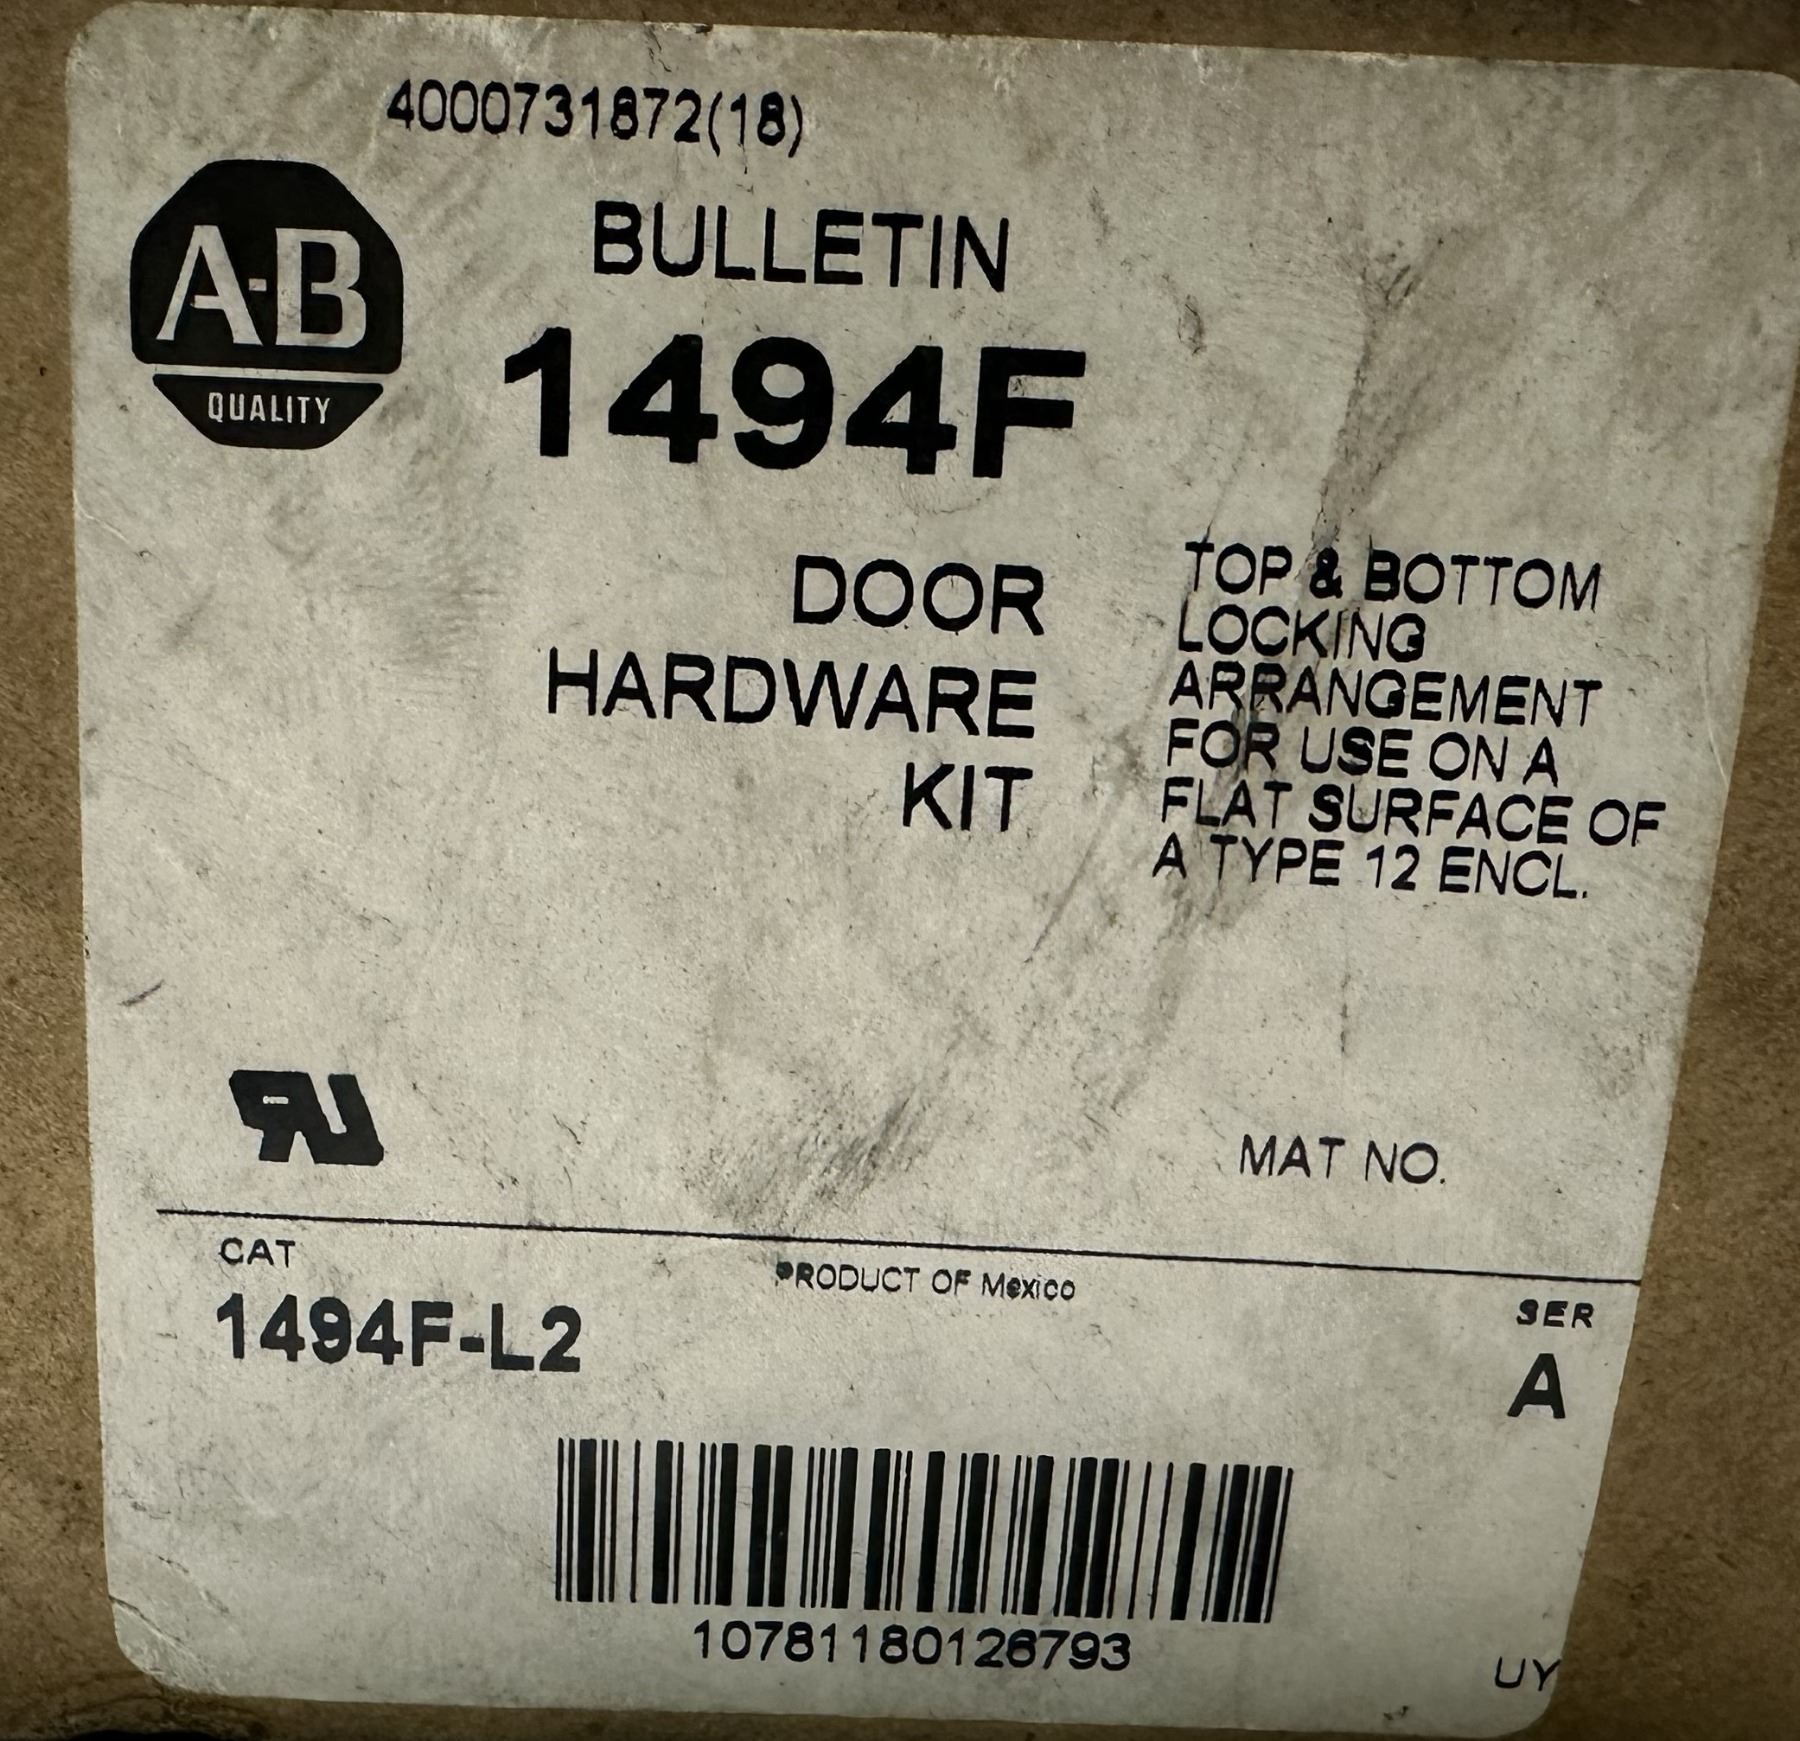 4000731872(18)
A-B
QUALITY
BULLETIN
1494F
DOOR
HARDWARE
KIT
TOP & BOTTOM
LOCKING
ARRANGEMENT
FOR USE ON A
FLAT SURFACE OF
A TYPE 12 ENCL.
MAT NO.
CAT
1494F-L2
PRODUCT OF Mexico
SER
A
10781180126793
UY